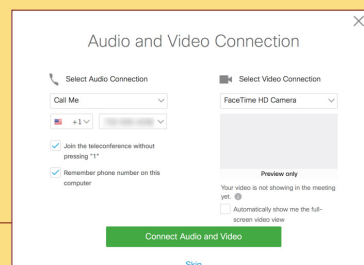 Audio and Video Connection
Select Audio Connection
Call Me
+1
Join the teleconference without
pressing "1"
Remember phone number on this
computer
Select Video Connection
FaceTime HD Camera
Preview only
Your video is not showing in the meeting
yet.
Automatically show me the full-
screen video view
Connect Audio and Video
Skip